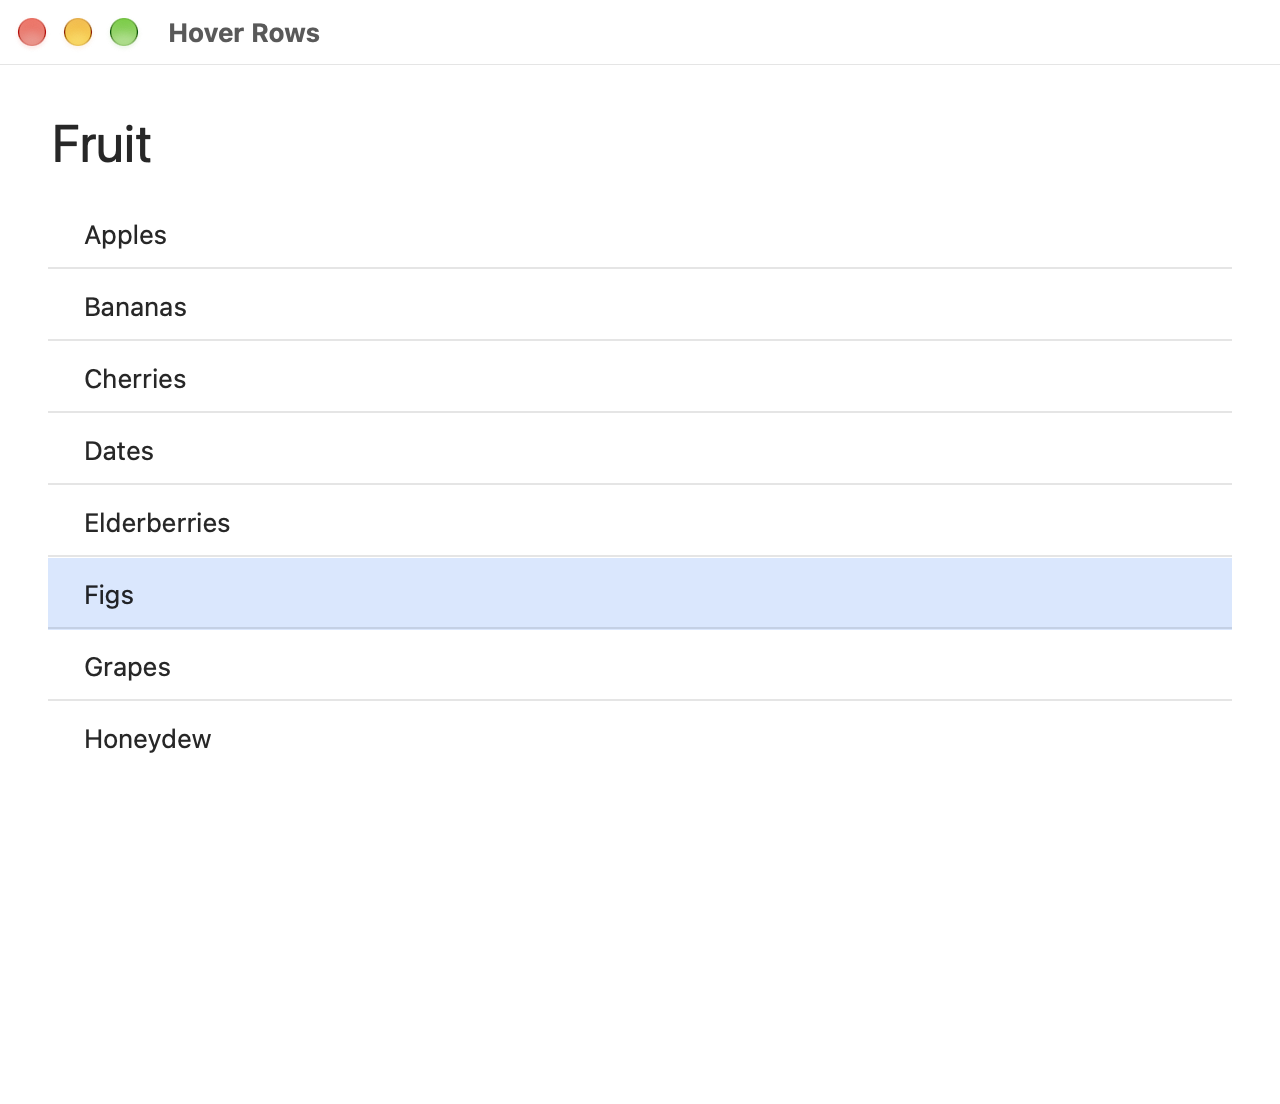 Hover Rows
Fruit
Apples
Bananas
Cherries
Dates
Elderberries
Figs
Grapes
Honeydew